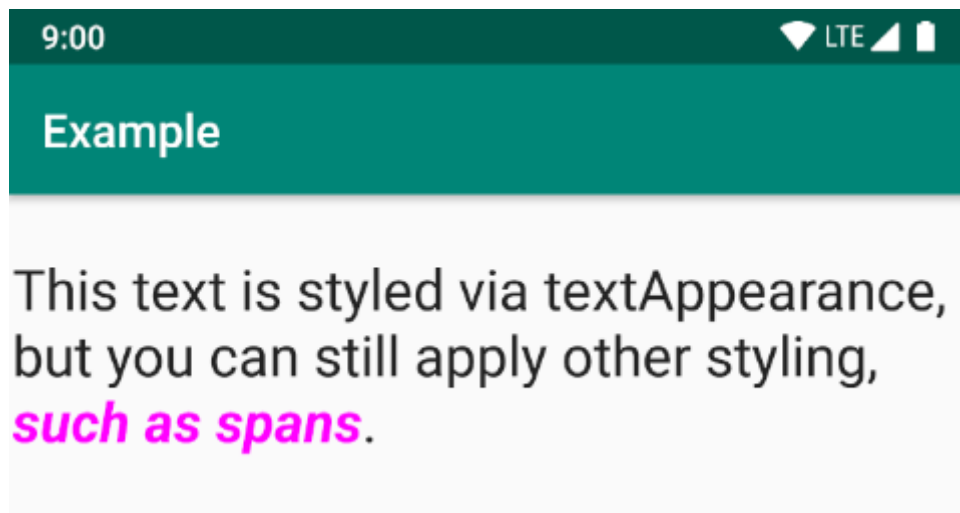 9:00 LTE
Example
This text is styled via textAppearance,
but you can still apply other styling,
such as spans.